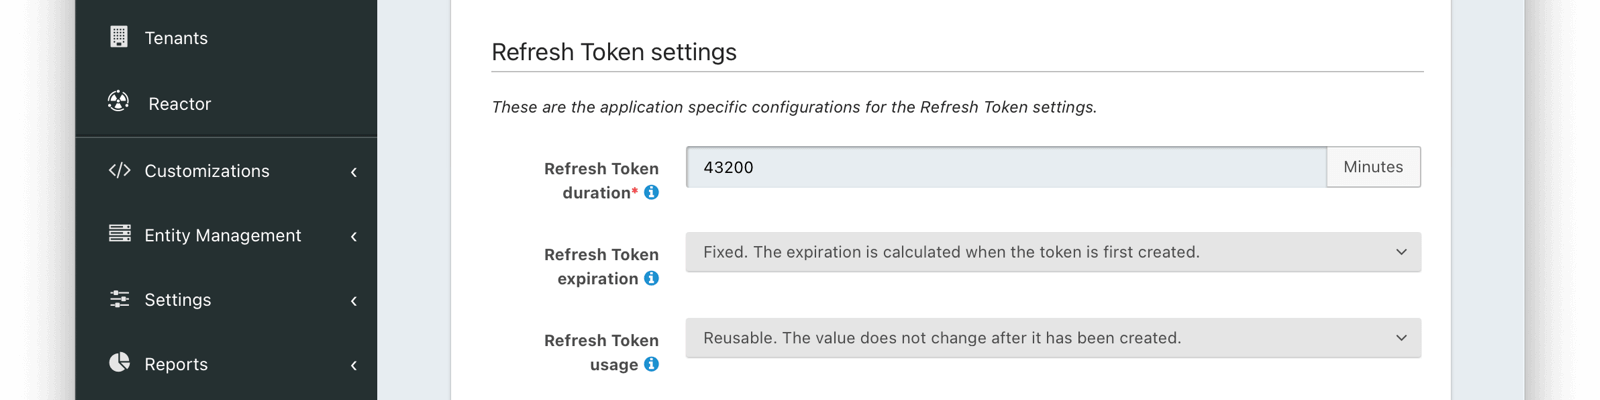 Tenants
Reactor
Customizations
Entity Management
Settings
Reports
Refresh Token settings
These are the application specific configurations for the Refresh Token settings.
Refresh Token
duration*
43200
Minutes
Refresh Token
expiration
Fixed. The expiration is calculated when the token is first created.
Refresh Token
usage
Reusable. The value does not change after it has been created.